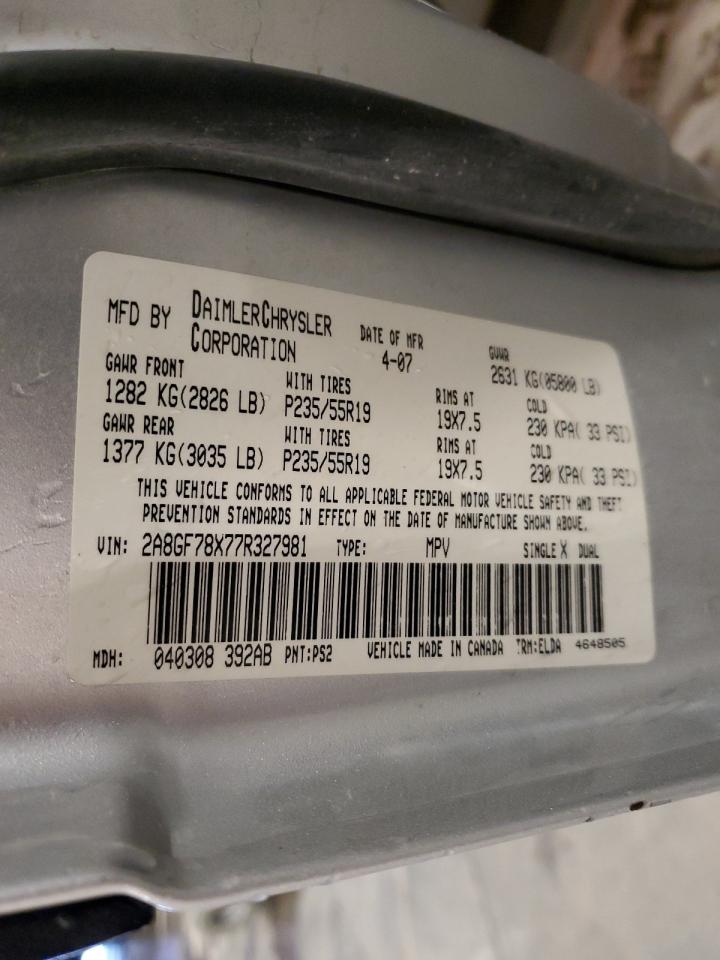 MFD BY DAIMLERCHRYSLER CORPORATION DATE OF MFR 4-07 GVWR 2631 KG(05800 LB)
GAWR FRONT WITH TIRES RIMS AT COLD
1282 KG(2826 LB) P235/55R19 19X7.5 230 KPA( 33 PSI)
GAWR REAR WITH TIRES RIMS AT COLD
1377 KG(3035 LB) P235/55R19 19X7.5 230 KPA( 33 PSI)
THIS VEHICLE CONFORMS TO ALL APPLICABLE FEDERAL MOTOR VEHICLE SAFETY AND THEFT
PREVENTION STANDARDS IN EFFECT ON THE DATE OF MANUFACTURE SHOWN ABOVE.
VIN: 2A8GF78X77R327981 TYPE: MPV SINGLE X DUAL
MDH: 040308 392AB PNT:PS2 VEHICLE MADE IN CANADA TRM:ELDA 4648505